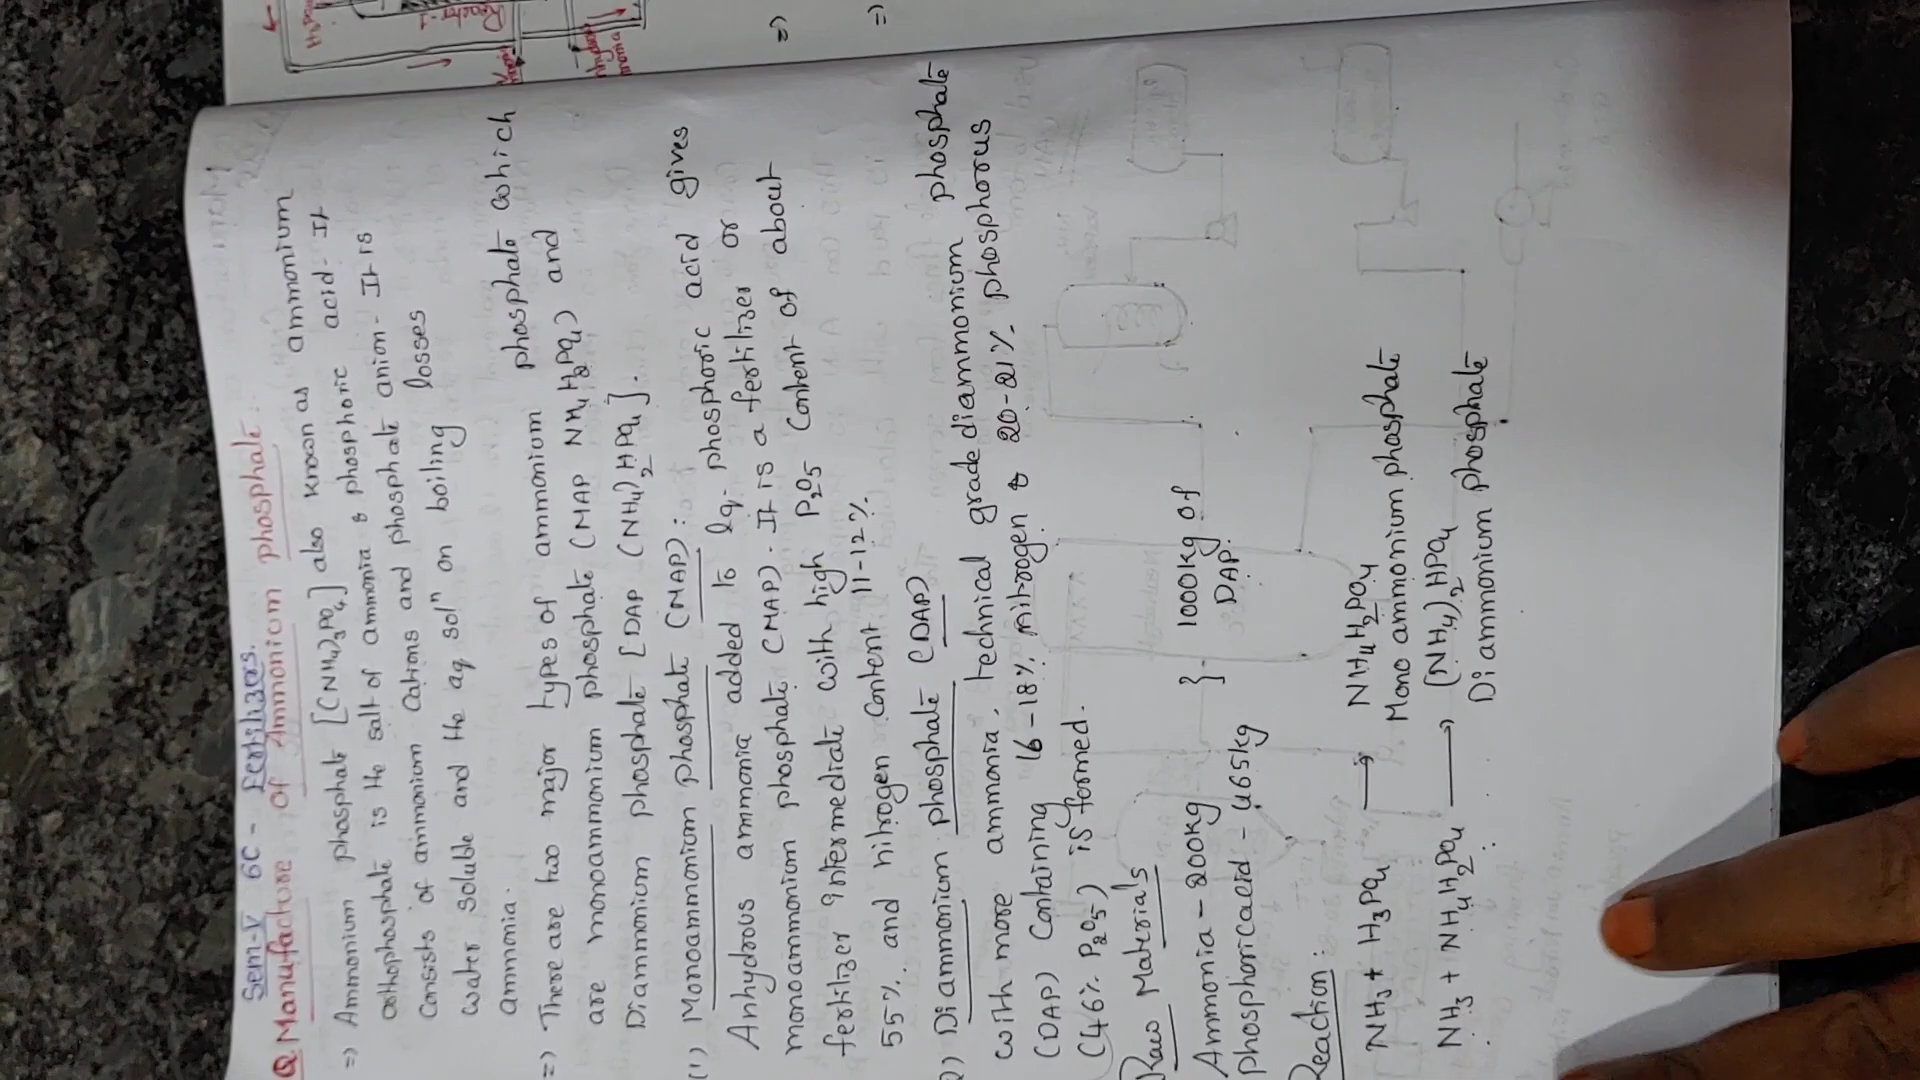 Sem-V 6C - Fertilizers.
Q Manufacture of Ammonium phosphate.
=) Ammonium phosphate [(NH4)3PO4] also known as ammonium
orthophosphate is the salt of ammonia & phosphoric acid. It
consists of ammonium cations and phosphate anion. It is
water soluble and the aq soln on boiling losses
ammonia.
=) There are two major types of ammonium phosphate which
are monoammonium phosphate (MAP NH4H2PO4) and
Diammonium phosphate [DAP (NH4)2HPO4].
(1) Monoammonium phosphate (MAP):
Anhydrous ammonia added to lq. phosphoric acid gives
monoammonium phosphate (MAP). It is a fertilizer or
fertilizer intermediate with high P2O5 content of about
55% and nitrogen content 11-12%.
2) Diammonium phosphate (DAP)
with more ammonia, technical grade diammonium phosphate
(DAP) containing 16-18% nitrogen & 20-21% phosphorus
(46% P2O5) is formed.
Raw Materials
Ammonia - 200kg } 1000kg of
phosphoric acid - 465kg DAP.
Reaction:
NH3 + H3PO4 → NH4H2PO4
Mono ammonium phosphate
NH3 + NH4H2PO4 → (NH4)2HPO4
Diammonium phosphate